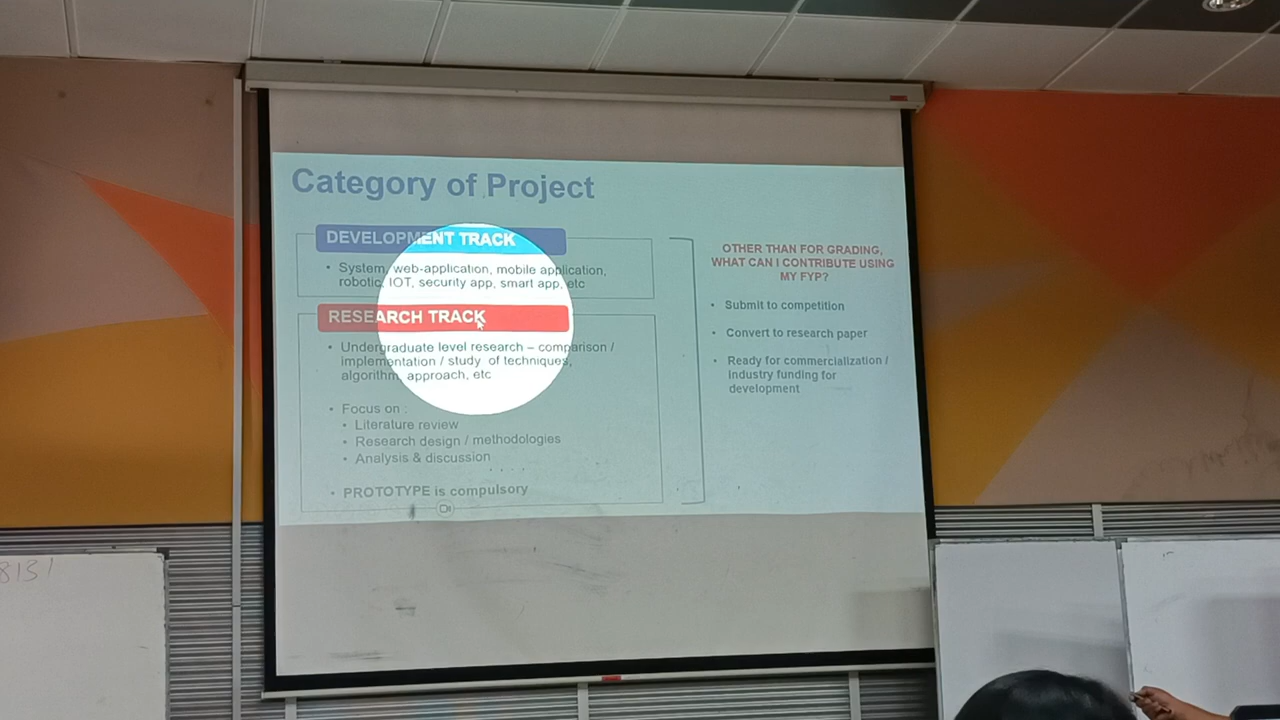 Category of Project
DEVELOPMENT TRACK
• System, web-application, mobile application,
robotic, IOT, security app, smart app, etc
RESEARCH TRACK
• Undergraduate level research – comparison /
implementation / study of techniques,
algorithm, approach, etc
• Focus on :
• Literature review
• Research design / methodologies
• Analysis & discussion
• PROTOTYPE is compulsory
OTHER THAN FOR GRADING,
WHAT CAN I CONTRIBUTE USING
MY FYP?
• Submit to competition
• Convert to research paper
• Ready for commercialization /
industry funding for
development
8131